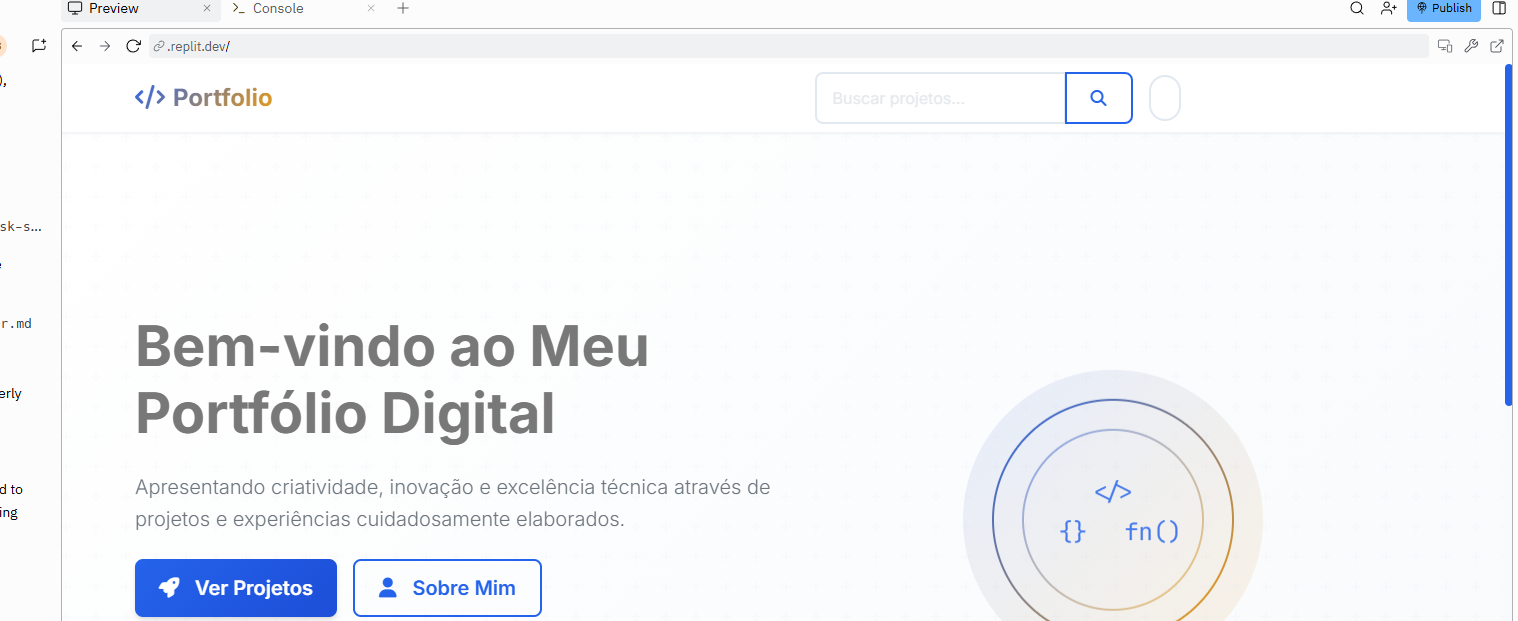 Preview
Console
Publish
.replit.dev/
),
sk-s...
r.md
erly
d to
ing
</> Portfolio
Buscar projetos...
Bem-vindo ao Meu
Portfólio Digital
Apresentando criatividade, inovação e excelência técnica através de
projetos e experiências cuidadosamente elaborados.
Ver Projetos
Sobre Mim
</>
{} fn()